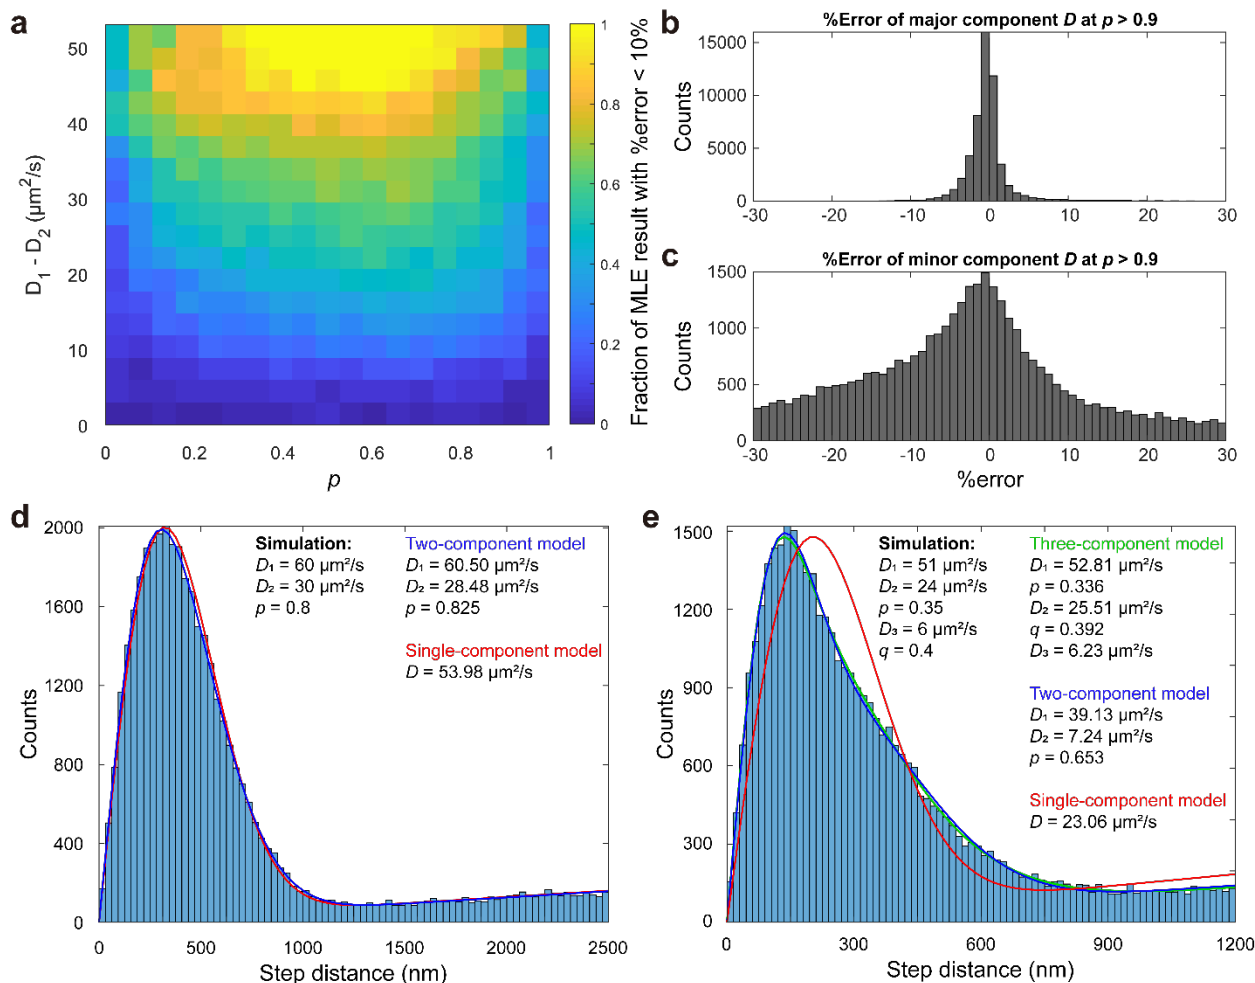 a
50
40
30
20
10
0
D₁ - D₂ (µm²/s)
0 0.2 0.4 0.6 0.8 1
p
1
0.8
0.6
0.4
0.2
0
Fraction of MLE result with %error < 10%
b
%Error of major component D at p > 0.9
15000
10000
5000
0
Counts
-30 -20 -10 0 10 20 30
c
%Error of minor component D at p > 0.9
1500
1000
500
0
Counts
-30 -20 -10 0 10 20 30
%error
d
2000
1600
1200
800
400
0
Counts
Simulation:
D₁ = 60 µm²/s
D₂ = 30 µm²/s
p = 0.8
Two-component model
D₁ = 60.50 µm²/s
D₂ = 28.48 µm²/s
p = 0.825
Single-component model
D = 53.98 µm²/s
0 500 1000 1500 2000 2500
Step distance (nm)
e
1500
1200
900
600
300
0
Counts
Simulation:
D₁ = 51 µm²/s
D₂ = 24 µm²/s
p = 0.35
D₃ = 6 µm²/s
q = 0.4
Three-component model
D₁ = 52.81 µm²/s
p = 0.336
D₂ = 25.51 µm²/s
q = 0.392
D₃ = 6.23 µm²/s
Two-component model
D₁ = 39.13 µm²/s
D₂ = 7.24 µm²/s
p = 0.653
Single-component model
D = 23.06 µm²/s
0 300 600 900 1200
Step distance (nm)